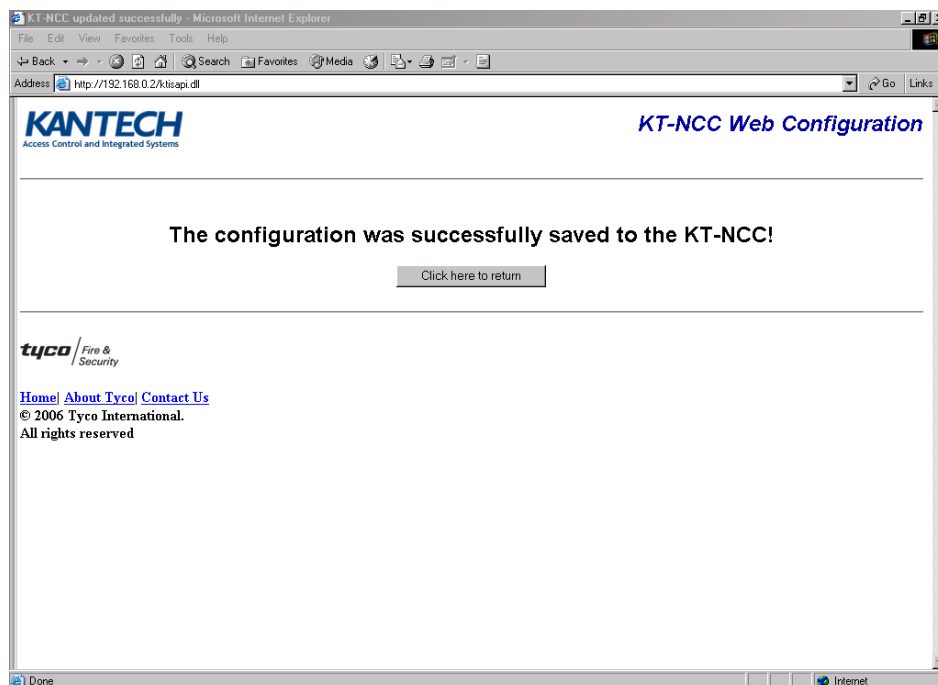 KT-NCC updated successfully - Microsoft Internet Explorer
File Edit View Favorites Tools Help
Back Search Favorites Media
Address http://192.168.0.2/ktisapi.dll Go Links
KANTECH
Access Control and Integrated Systems
KT-NCC Web Configuration
The configuration was successfully saved to the KT-NCC!
Click here to return
tyco Fire &
Security
Home| About Tyco| Contact Us
© 2006 Tyco International.
All rights reserved
Done Internet